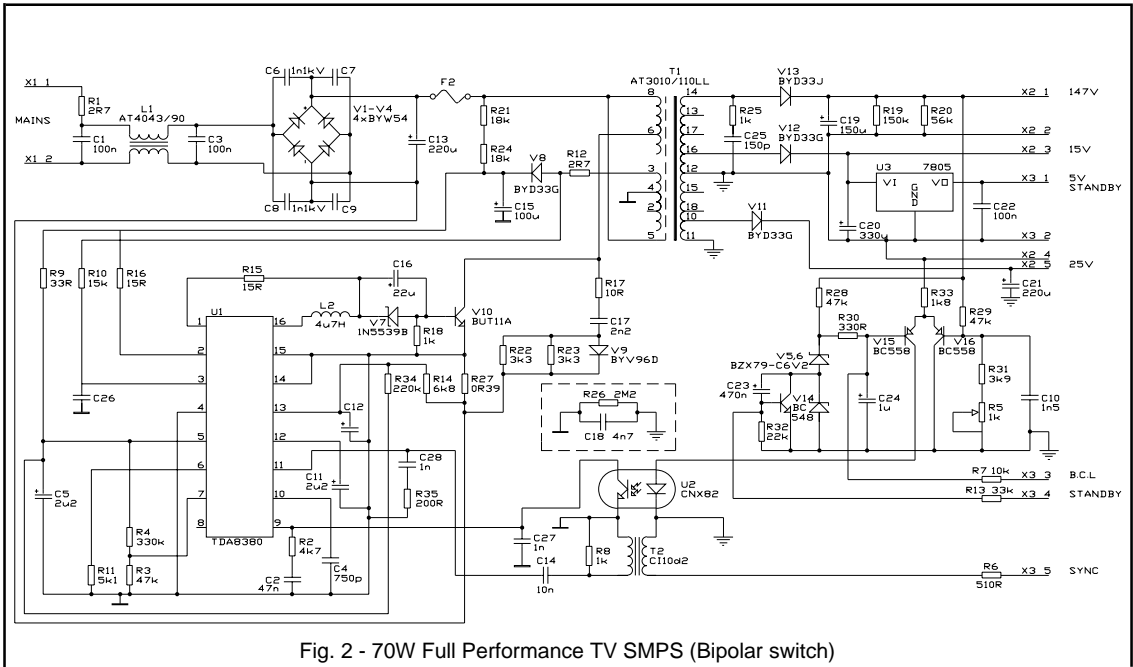 C6 1n1kV C7
T1
AT3010/110LL
V13
BYD33J
X1 1
F2
8 14
X2 1 147V
R1
2R7
L1
AT4043/90
V1-V4
4xBYW54
R21
18k
13
R25
1k
C19
150u
R19
150k
R20
56k
MAINS
C1
100n
C3
100n
C13
220u
6 17
V12
BYD33G
X2 2
X1 2
R24
18k
V8
R12
2R7
16
C25
150p
X2 3 15V
BYD33G
3 12
U3 7805
X3 1 5V
STANDBY
C8 1n1kV C9
4 15
VI GND VO
C15
100u
2 18
V11
C22
100n
10
5 11
BYD33G
C20
330u
X3 2
X2 4
X2 5 25V
R9
33R
R10
15k
R16
15R
R15
15R
C16
22u
R17
10R
C21
220u
R28
47k
R33
1k8
R29
47k
U1
L2
4u7H
V7
1N5539B
V10
BUT11A
C17
2n2
R30
330R
V15
BC558
V16
BC558
1 16
R18
1k
R22
3k3
R23
3k3
V9
BYV96D
V5,6
BZX79-C6V2
2 15
3 14
R34
220k
R14
6k8
R27
0R39
R31
3k9
C26
C23
470n
V14
BC
548
C24
1u
R5
1k
C10
1n5
R26 2M2
C18 4n7
4 13
C12
R32
22k
5 12
6 11
C28
1n
C5
2u2
C11
2u2
U2
CNX82
R7 10k
X3 3 B.C.L
7 10
R35
200R
R13 33k
X3 4 STANDBY
8 9
TDA8380
R4
330k
R2
4k7
C27
1n
R8
1k
T2
CI10d2
R11
5k1
R3
47k
C2
47n
C4
750p
C14
10n
R6
510R
X3 5 SYNC
Fig. 2 - 70W Full Performance TV SMPS (Bipolar switch)